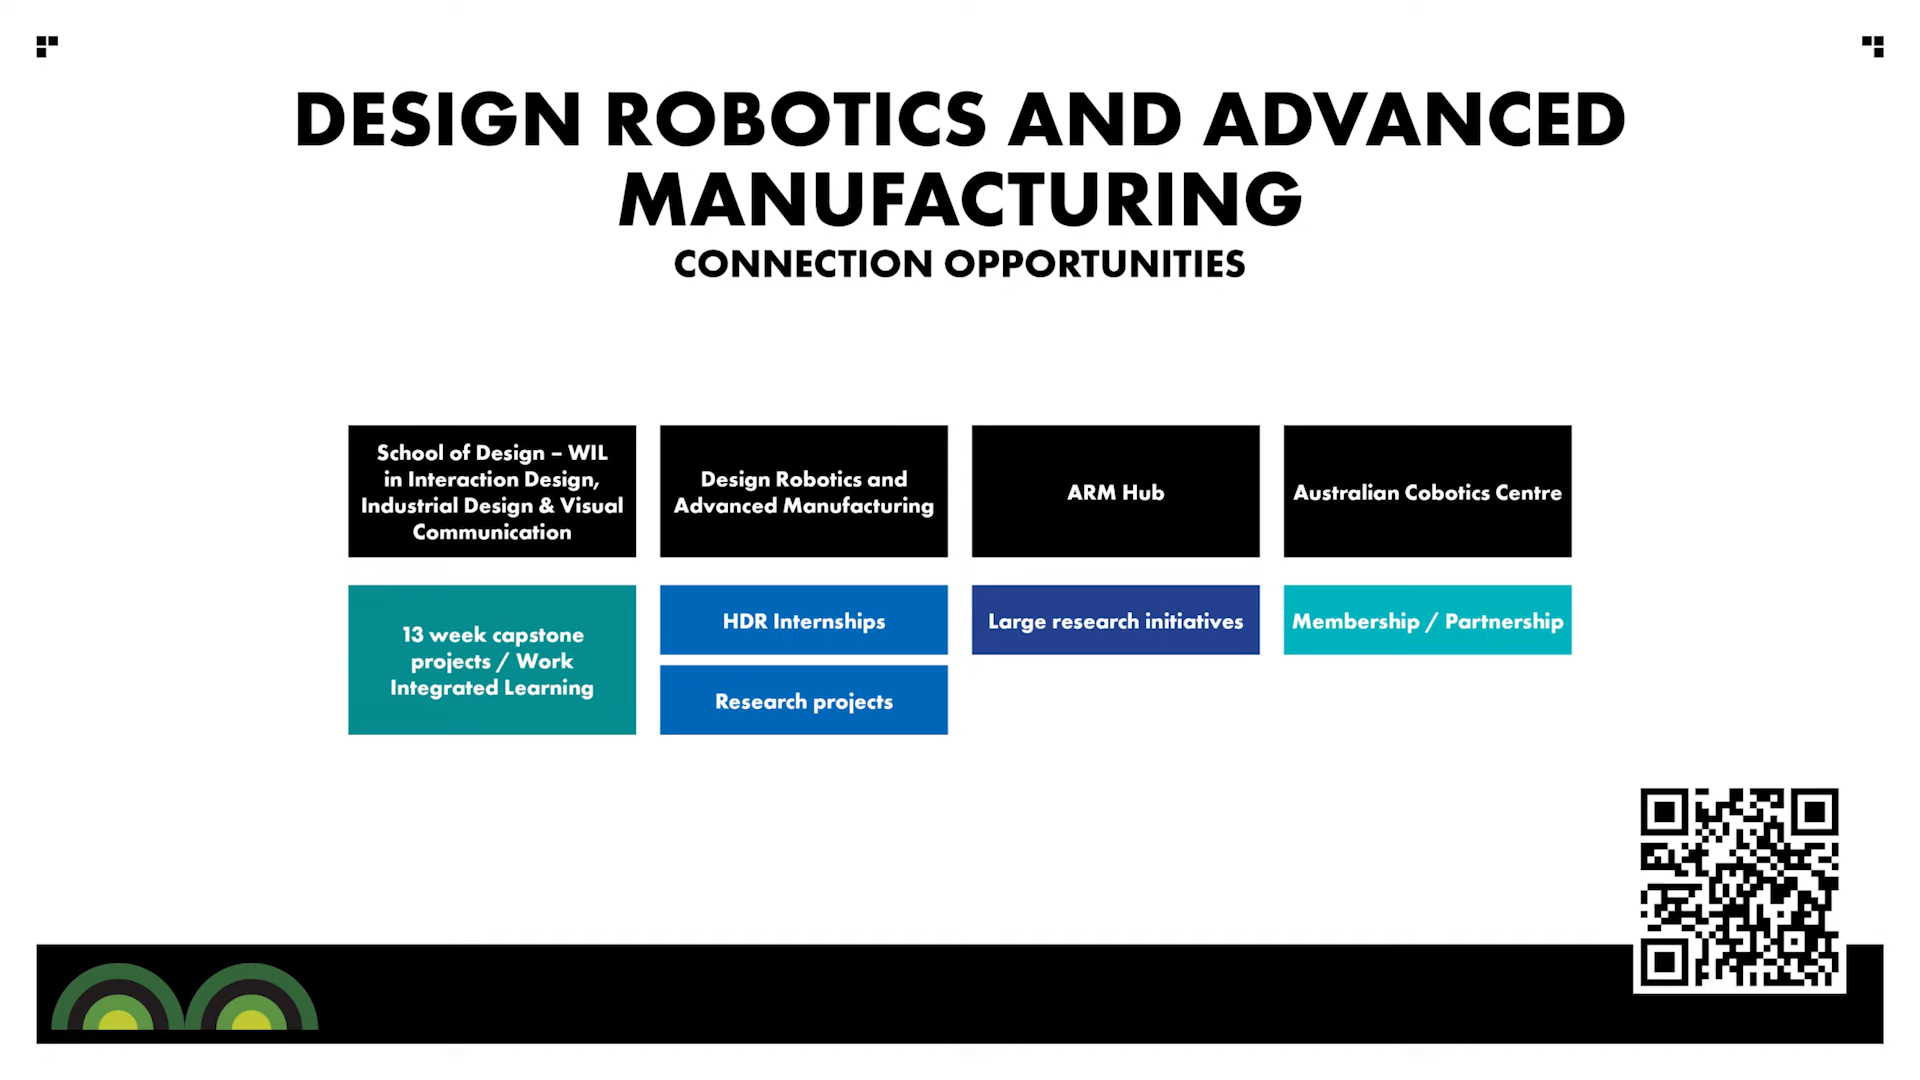 DESIGN ROBOTICS AND ADVANCED
MANUFACTURING
CONNECTION OPPORTUNITIES
School of Design – WIL
in Interaction Design,
Industrial Design & Visual
Communication
Design Robotics and
Advanced Manufacturing
ARM Hub
Australian Cobotics Centre
13 week capstone
projects / Work
Integrated Learning
HDR Internships
Research projects
Large research initiatives
Membership / Partnership